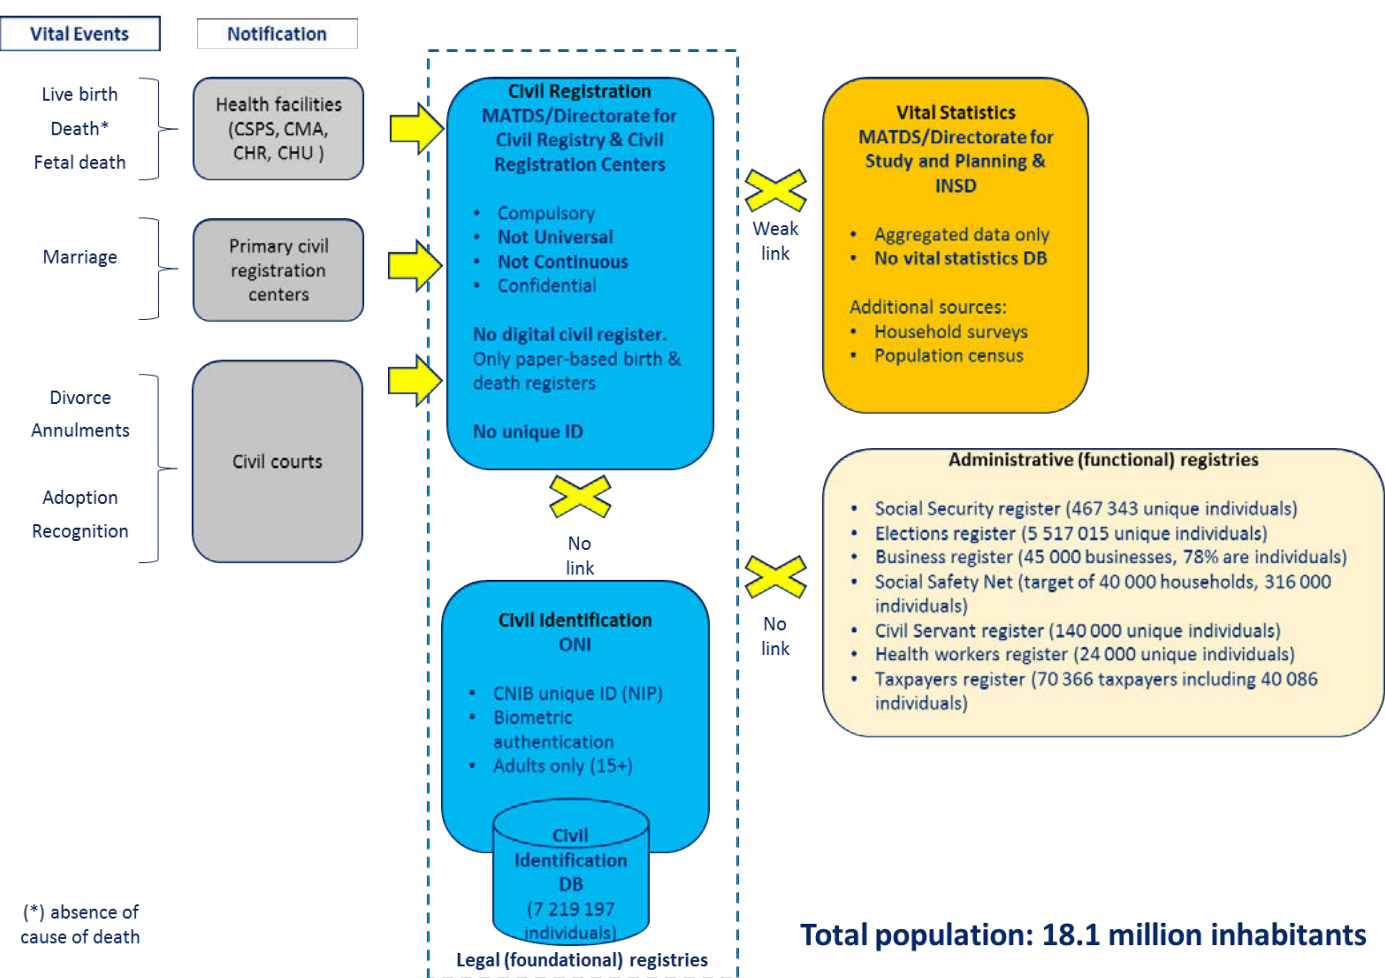 Vital Events
Notification
Live birth
Death*
Fetal death
Health facilities
(CSPS, CMA,
CHR, CHU )
Marriage
Primary civil
registration
centers
Divorce
Annulments
Adoption
Recognition
Civil courts
Civil Registration
MATDS/Directorate for
Civil Registry & Civil
Registration Centers
• Compulsory
• Not Universal
• Not Continuous
• Confidential
No digital civil register.
Only paper-based birth &
death registers
No unique ID
Weak
link
Vital Statistics
MATDS/Directorate for
Study and Planning &
INSD
• Aggregated data only
• No vital statistics DB
Additional sources:
• Household surveys
• Population census
No
link
Civil Identification
ONI
• CNIB unique ID (NIP)
• Biometric
authentication
• Adults only (15+)
Civil
Identification
DB
(7 219 197
individuals)
Legal (foundational) registries
No
link
Administrative (functional) registries
• Social Security register (467 343 unique individuals)
• Elections register (5 517 015 unique individuals)
• Business register (45 000 businesses, 78% are individuals)
• Social Safety Net (target of 40 000 households, 316 000
individuals)
• Civil Servant register (140 000 unique individuals)
• Health workers register (24 000 unique individuals)
• Taxpayers register (70 366 taxpayers including 40 086
individuals)
(*) absence of
cause of death
Total population: 18.1 million inhabitants